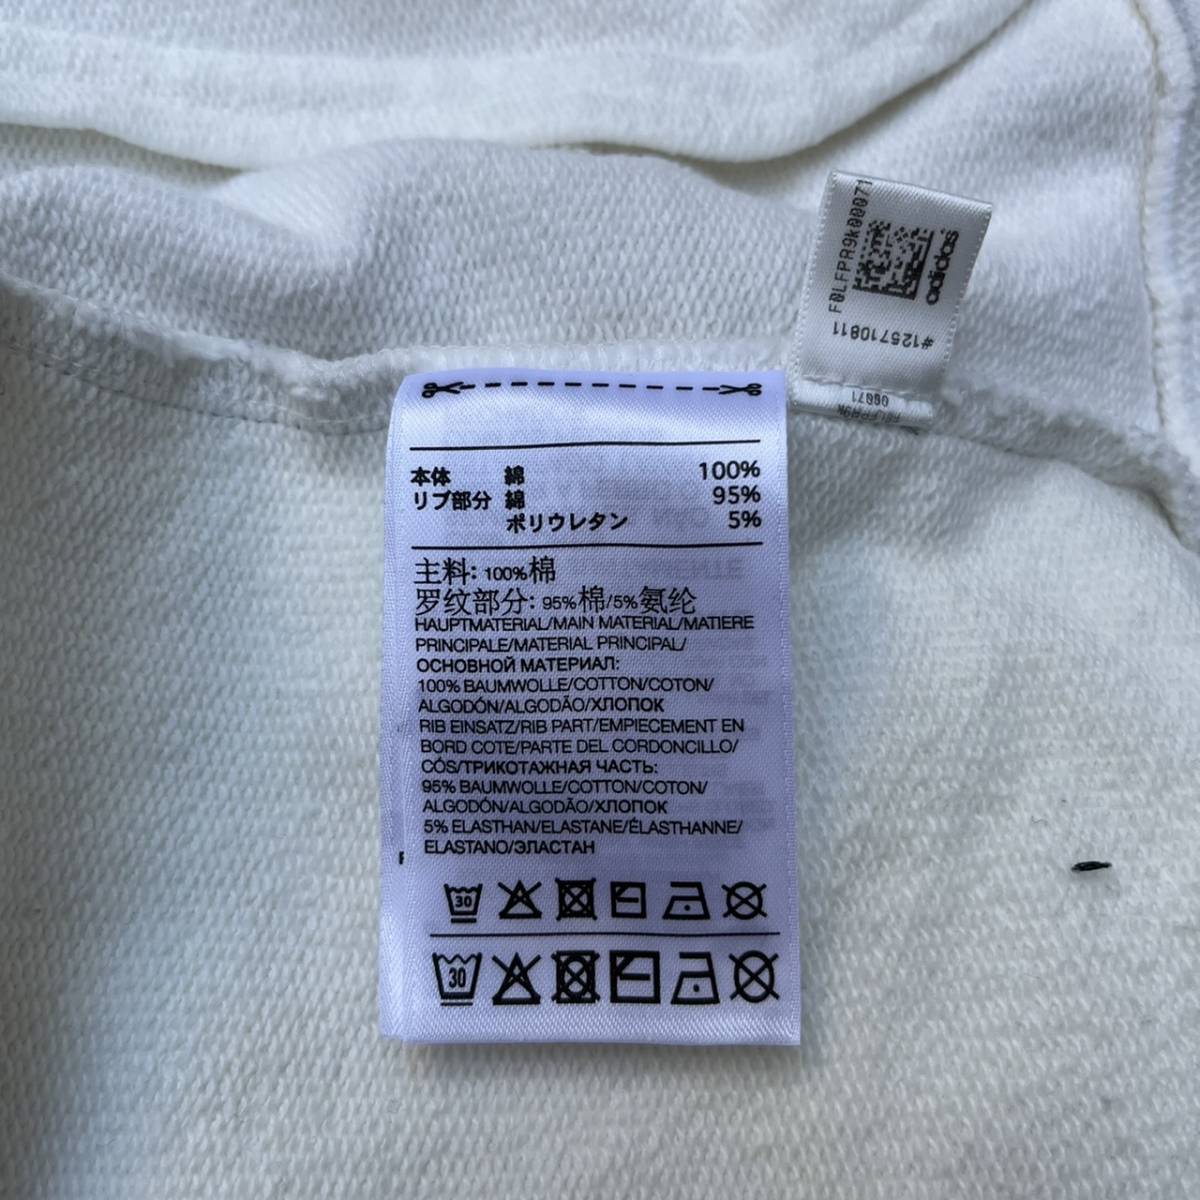 本体 綿 100%
リブ部分 綿 95%
ポリウレタン 5%
主料: 100%棉
罗纹部分: 95%棉/5%氨纶
HAUPTMATERIAL/MAIN MATERIAL/MATIERE
PRINCIPALE/MATERIAL PRINCIPAL/
ОСНОВНОЙ МАТЕРИАЛ:
100% BAUMWOLLE/COTTON/COTON/
ALGODÓN/ALGODÃO/ХЛОПОК
RIB EINSATZ/RIB PART/EMPIECEMENT EN
BORD COTE/PARTE DEL CORDONCILLO/
CÓS/ТРИКОТАЖНАЯ ЧАСТЬ:
95% BAUMWOLLE/COTTON/COTON/
ALGODÓN/ALGODÃO/ХЛОПОК
5% ELASTHAN/ELASTANE/ÉLASTHANNE/
ELASTANO/ЭЛАСТАН
30
30
F0LFPR9k00071
adidas
#125710811
00071